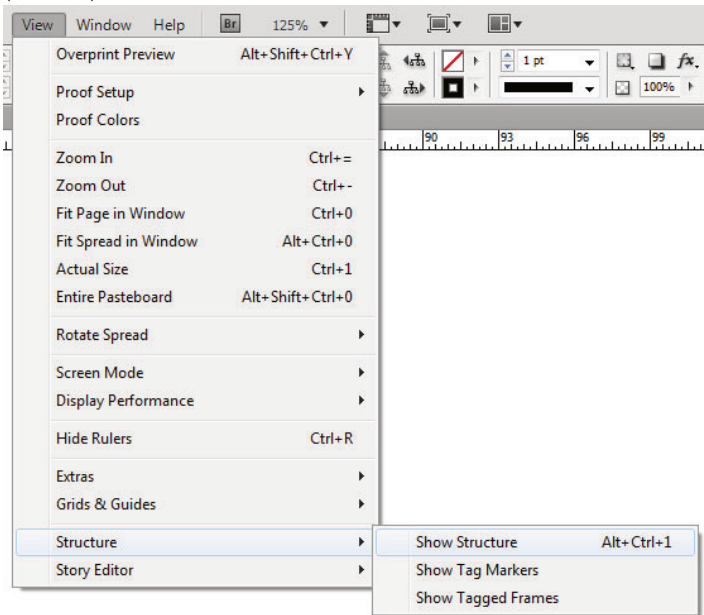 View Window Help Br 125%
1 pt
fx.
100%
90 93 96 99
Overprint Preview Alt+Shift+Ctrl+Y
Proof Setup
Proof Colors
Zoom In Ctrl+=
Zoom Out Ctrl+-
Fit Page in Window Ctrl+0
Fit Spread in Window Alt+Ctrl+0
Actual Size Ctrl+1
Entire Pasteboard Alt+Shift+Ctrl+0
Rotate Spread
Screen Mode
Display Performance
Hide Rulers Ctrl+R
Extras
Grids & Guides
Structure
Story Editor
Show Structure Alt+Ctrl+1
Show Tag Markers
Show Tagged Frames